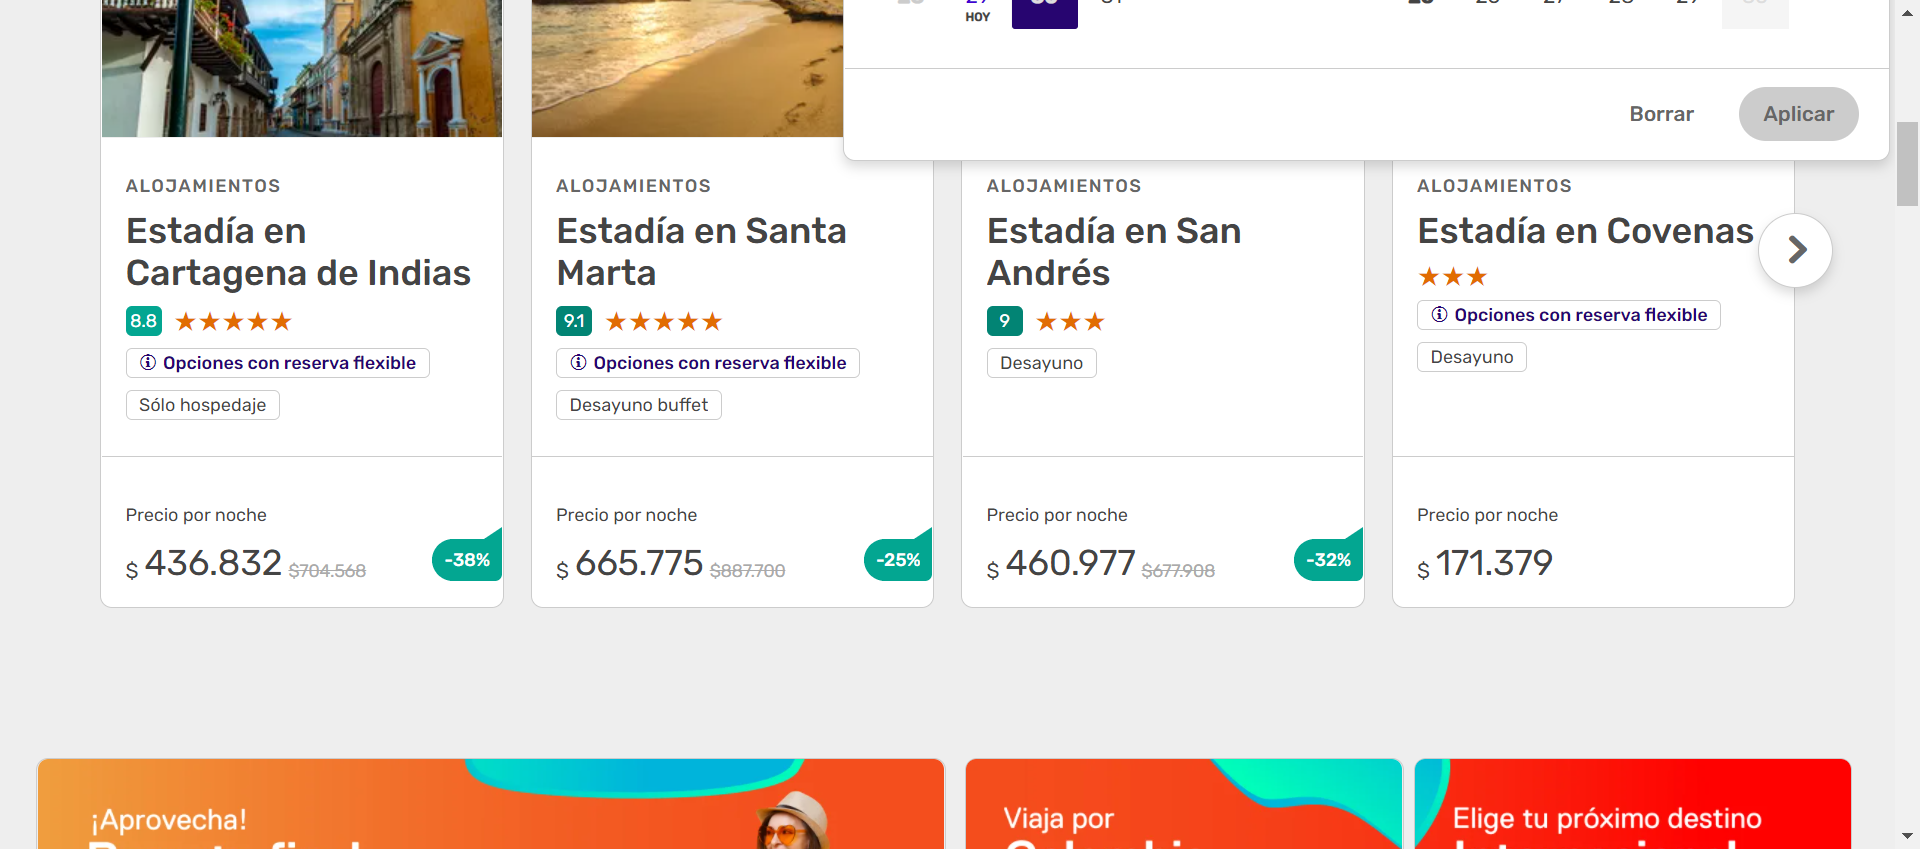 HOY
Borrar
Aplicar
ALOJAMIENTOS
Estadía en
Cartagena de Indias
8.8
Opciones con reserva flexible
Sólo hospedaje
Precio por noche
$ 436.832 $704.568
-38%
ALOJAMIENTOS
Estadía en Santa
Marta
9.1
Opciones con reserva flexible
Desayuno buffet
Precio por noche
$ 665.775 $887.700
-25%
ALOJAMIENTOS
Estadía en San
Andrés
9
Desayuno
Precio por noche
$ 460.977 $677.908
-32%
ALOJAMIENTOS
Estadía en Covenas
Opciones con reserva flexible
Desayuno
Precio por noche
$ 171.379
¡Aprovecha!
Viaja por
Elige tu próximo destino